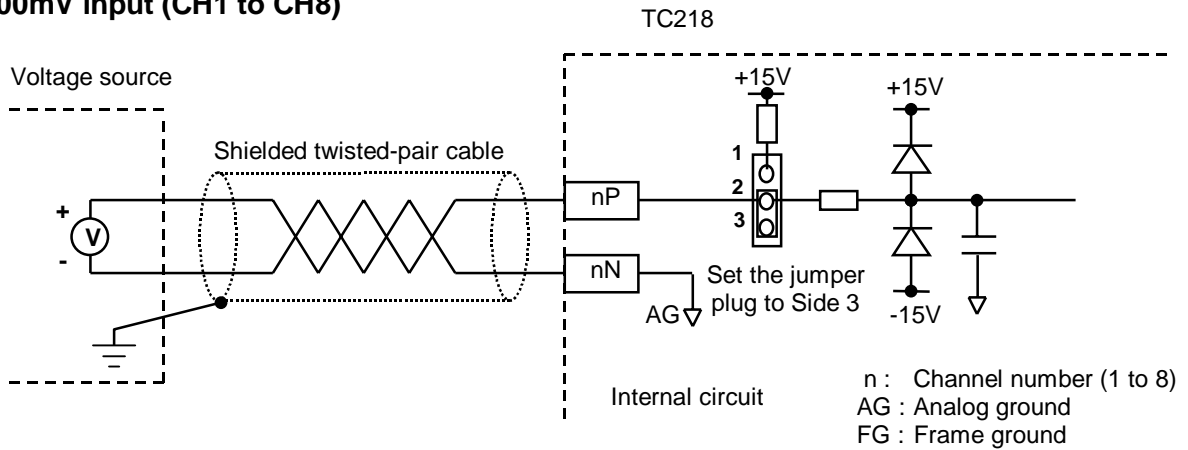 00mV Input (CH1 to CH8)
TC218
Voltage source
+15V
+15V
Shielded twisted-pair cable
1
2
3
nP
+
V
-
nN
Set the jumper
plug to Side 3
AG
-15V
Internal circuit
n : Channel number (1 to 8)
AG : Analog ground
FG : Frame ground